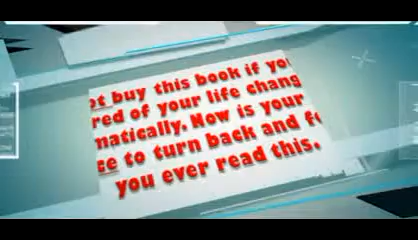 ot buy this book if yo
red of your life chang
matically. Now is your
ce to turn back and fo
you ever read this.